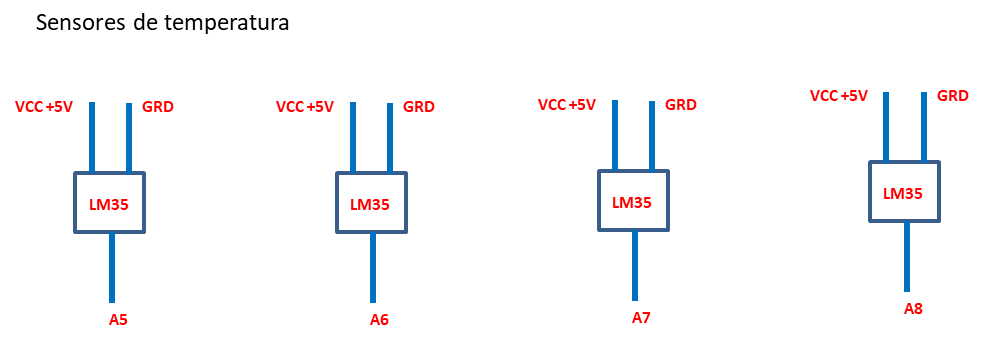 Sensores de temperatura
VCC +5V GRD VCC +5V GRD VCC +5V GRD VCC +5V GRD
LM35 LM35 LM35 LM35
A5 A6 A7 A8